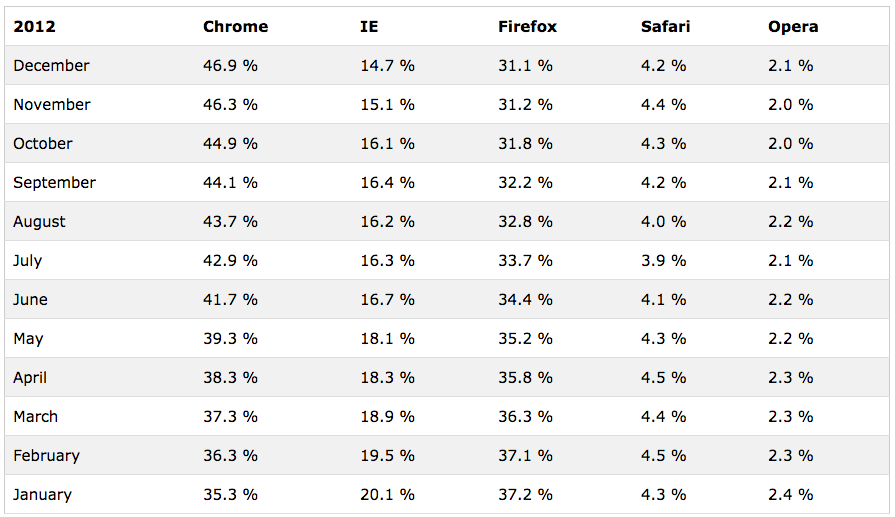 2012 Chrome IE Firefox Safari Opera
December 46.9 % 14.7 % 31.1 % 4.2 % 2.1 %
November 46.3 % 15.1 % 31.2 % 4.4 % 2.0 %
October 44.9 % 16.1 % 31.8 % 4.3 % 2.0 %
September 44.1 % 16.4 % 32.2 % 4.2 % 2.1 %
August 43.7 % 16.2 % 32.8 % 4.0 % 2.2 %
July 42.9 % 16.3 % 33.7 % 3.9 % 2.1 %
June 41.7 % 16.7 % 34.4 % 4.1 % 2.2 %
May 39.3 % 18.1 % 35.2 % 4.3 % 2.2 %
April 38.3 % 18.3 % 35.8 % 4.5 % 2.3 %
March 37.3 % 18.9 % 36.3 % 4.4 % 2.3 %
February 36.3 % 19.5 % 37.1 % 4.5 % 2.3 %
January 35.3 % 20.1 % 37.2 % 4.3 % 2.4 %